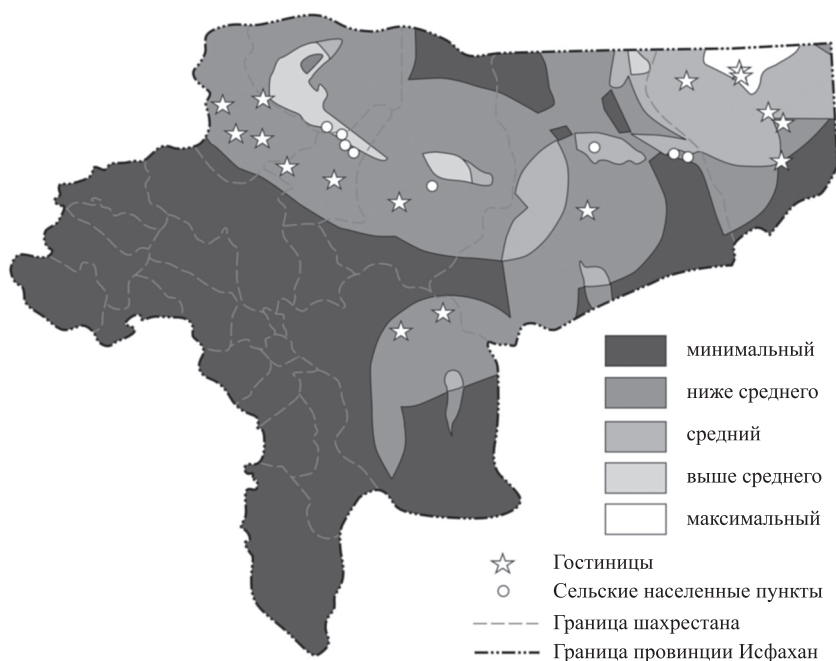 минимальный
ниже среднего
средний
выше среднего
максимальный
Гостиницы
Сельские населенные пункты
Граница шахрестана
Граница провинции Исфахан